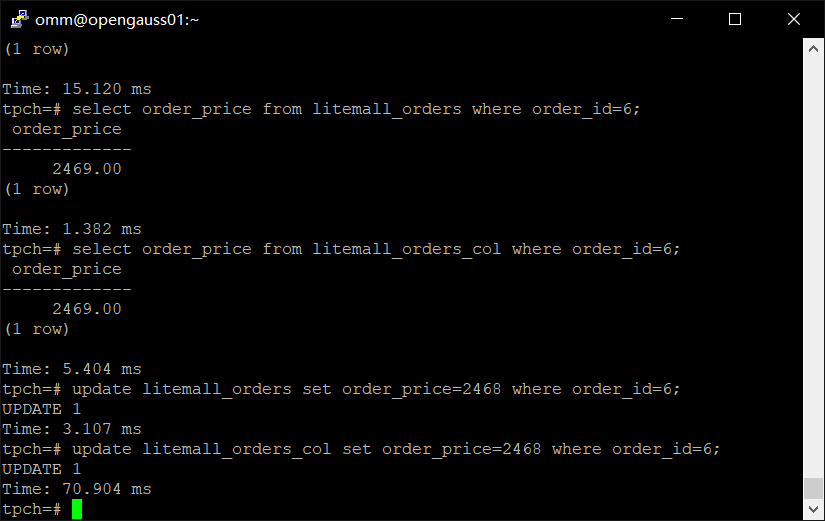 omm@opengauss01:~
(1 row)
Time: 15.120 ms
tpch=# select order_price from litemall_orders where order_id=6;
order_price
-------------
2469.00
(1 row)
Time: 1.382 ms
tpch=# select order_price from litemall_orders_col where order_id=6;
order_price
-------------
2469.00
(1 row)
Time: 5.404 ms
tpch=# update litemall_orders set order_price=2468 where order_id=6;
UPDATE 1
Time: 3.107 ms
tpch=# update litemall_orders_col set order_price=2468 where order_id=6;
UPDATE 1
Time: 70.904 ms
tpch=#